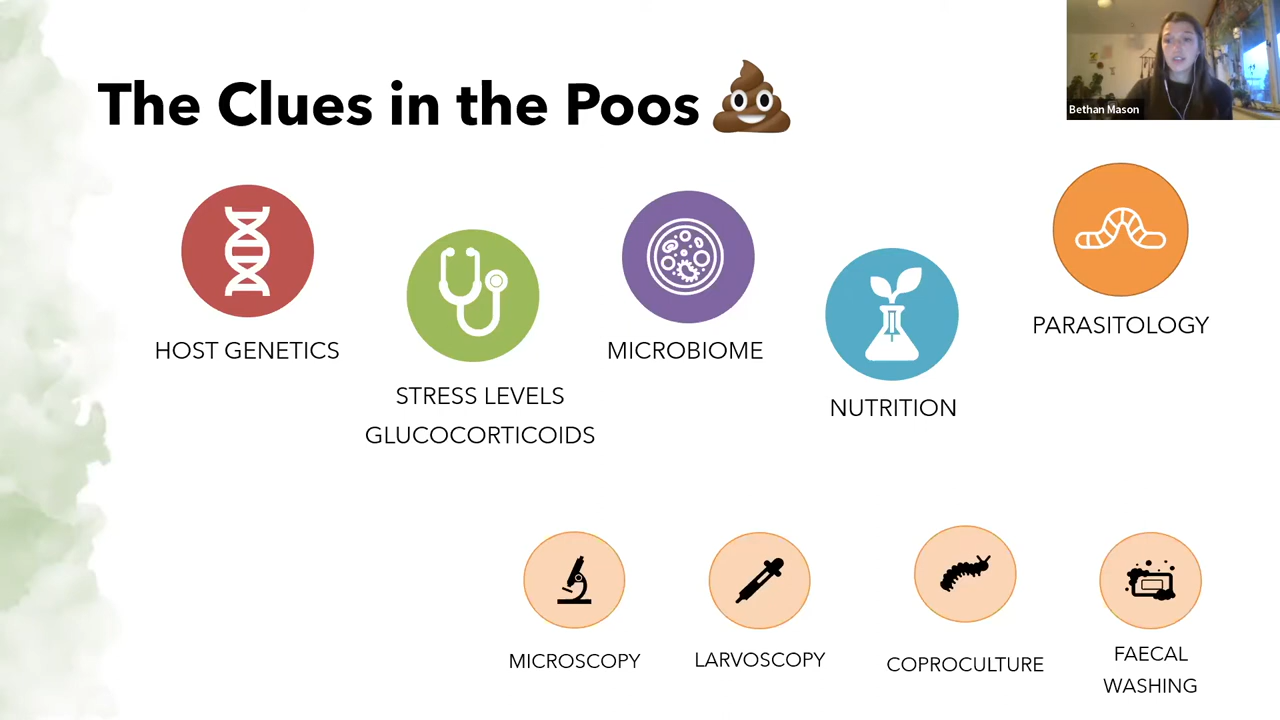 The Clues in the Poos
Bethan Mason
HOST GENETICS
STRESS LEVELS
GLUCOCORTICOIDS
MICROBIOME
NUTRITION
PARASITOLOGY
MICROSCOPY
LARVOSCOPY
COPROCULTURE
FAECAL
WASHING